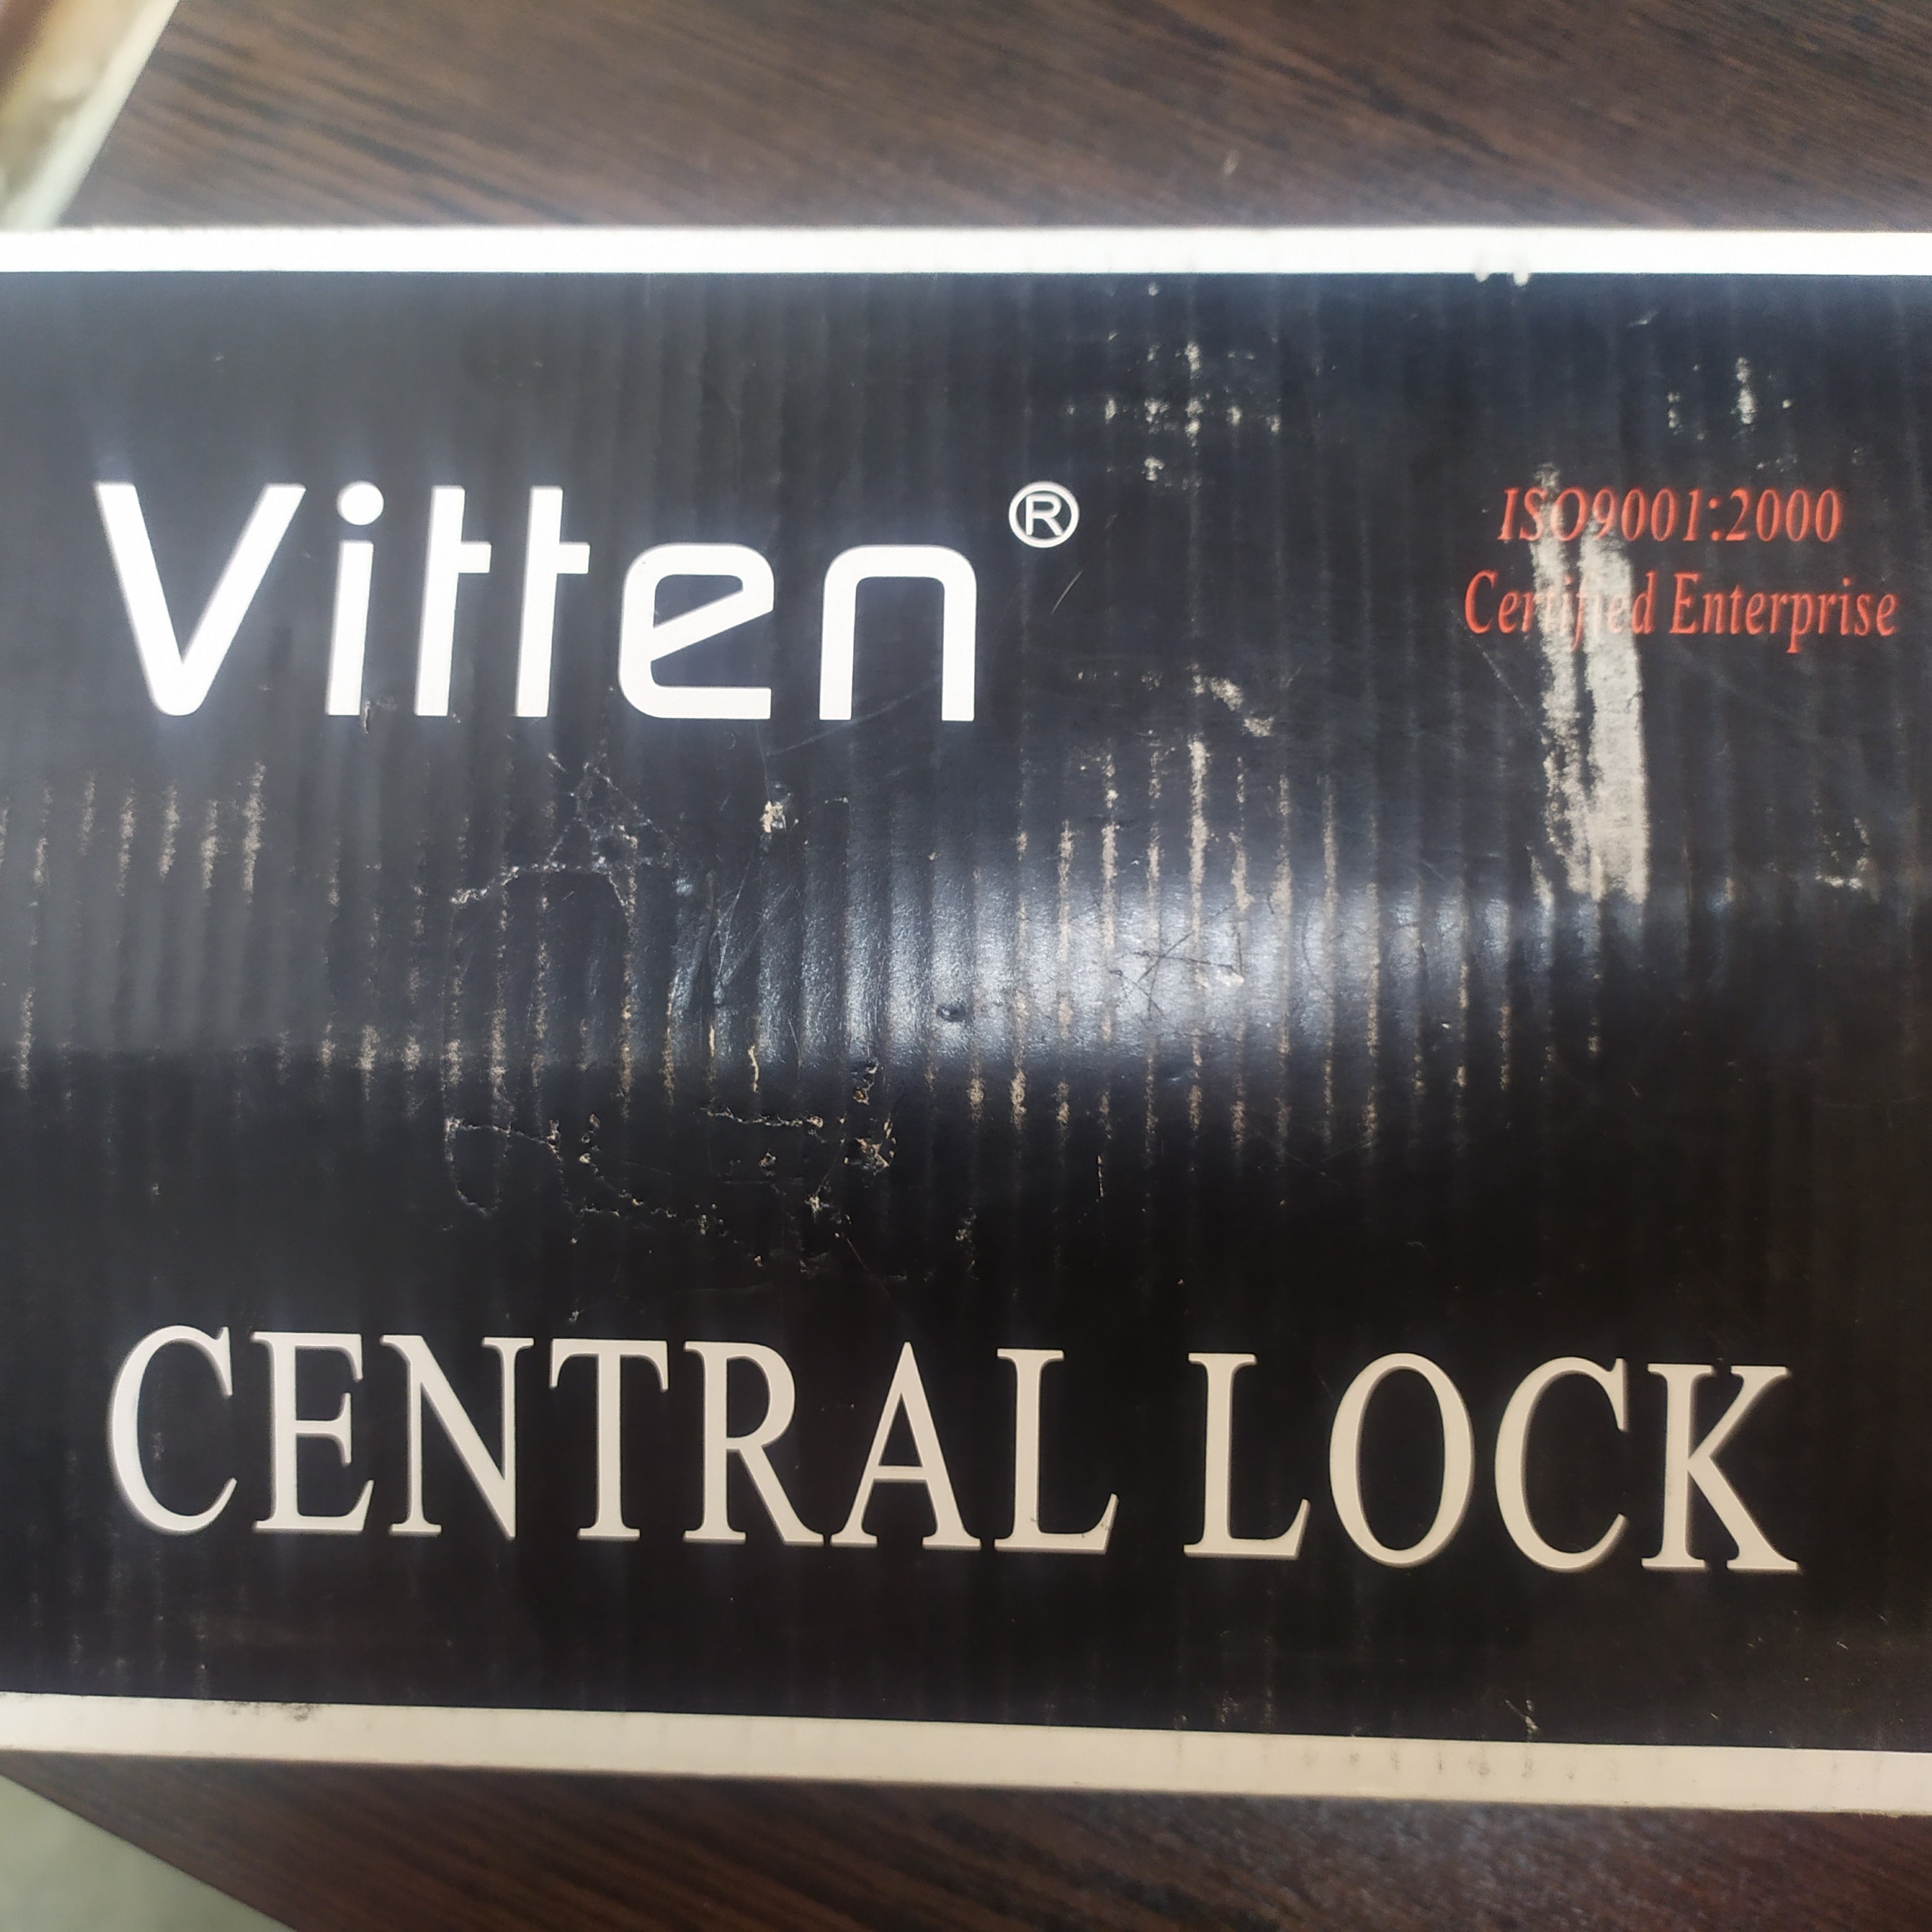 Vitten®
ISO9001:2000
Certified Enterprise
CENTRAL LOCK